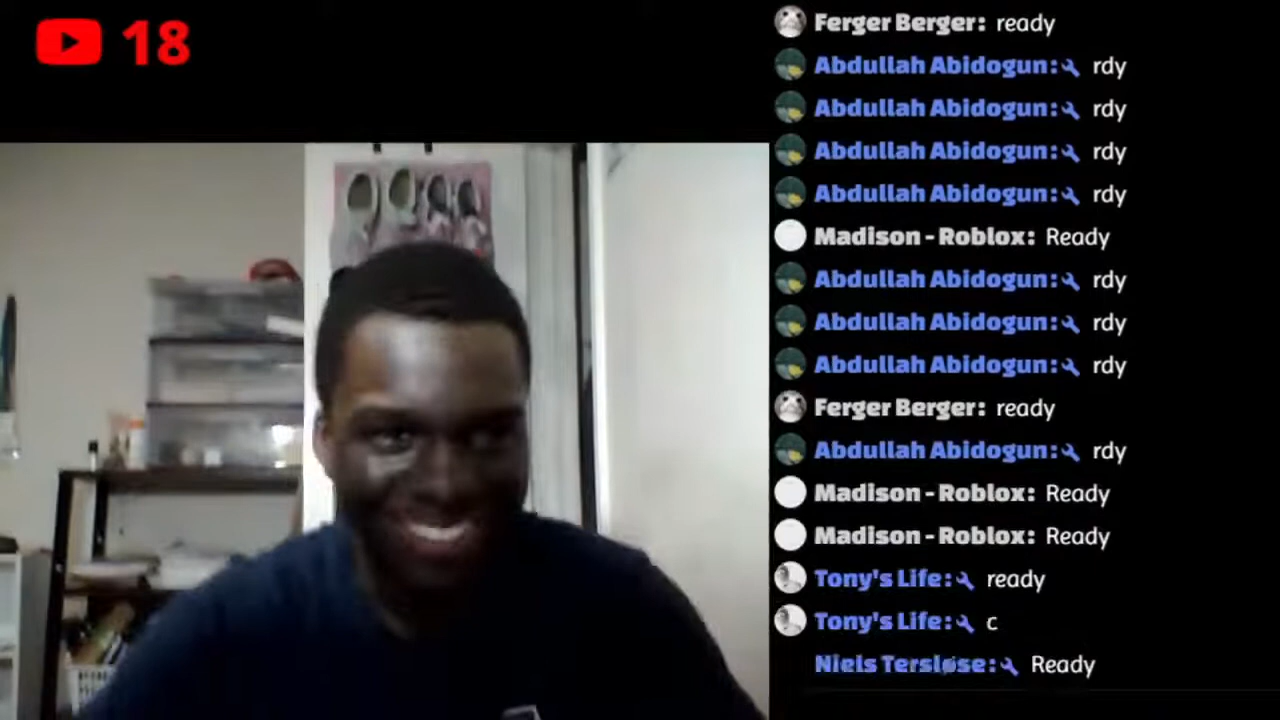 18
Ferger Berger: ready
Abdullah Abidogun: rdy
Abdullah Abidogun: rdy
Abdullah Abidogun: rdy
Abdullah Abidogun: rdy
Madison - Roblox: Ready
Abdullah Abidogun: rdy
Abdullah Abidogun: rdy
Abdullah Abidogun: rdy
Ferger Berger: ready
Abdullah Abidogun: rdy
Madison - Roblox: Ready
Madison - Roblox: Ready
Tony's Life: ready
Tony's Life: c
Niels Tersløse: Ready